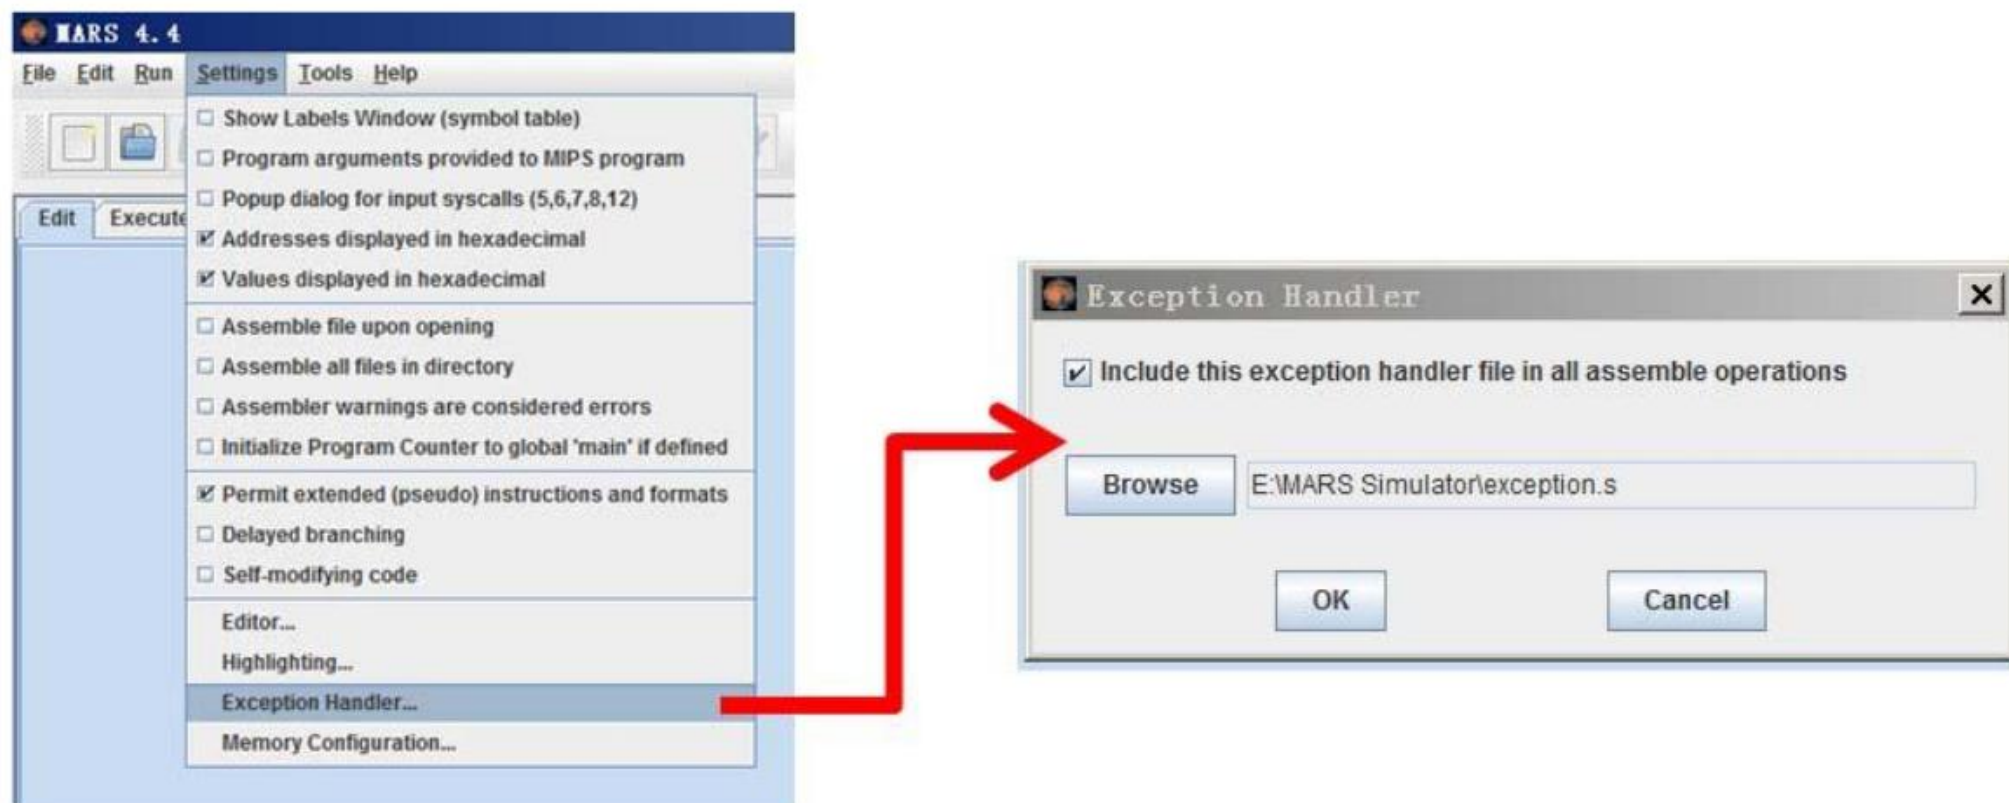 MARS 4.4
File Edit Run Settings Tools Help
Show Labels Window (symbol table)
Program arguments provided to MIPS program
Popup dialog for input syscalls (5,6,7,8,12)
Addresses displayed in hexadecimal
Values displayed in hexadecimal
Assemble file upon opening
Assemble all files in directory
Assembler warnings are considered errors
Initialize Program Counter to global 'main' if defined
Permit extended (pseudo) instructions and formats
Delayed branching
Self-modifying code
Editor...
Highlighting...
Exception Handler...
Memory Configuration...
Edit Execute
Exception Handler
Include this exception handler file in all assemble operations
Browse E:\MARS Simulator\exception.s
OK Cancel